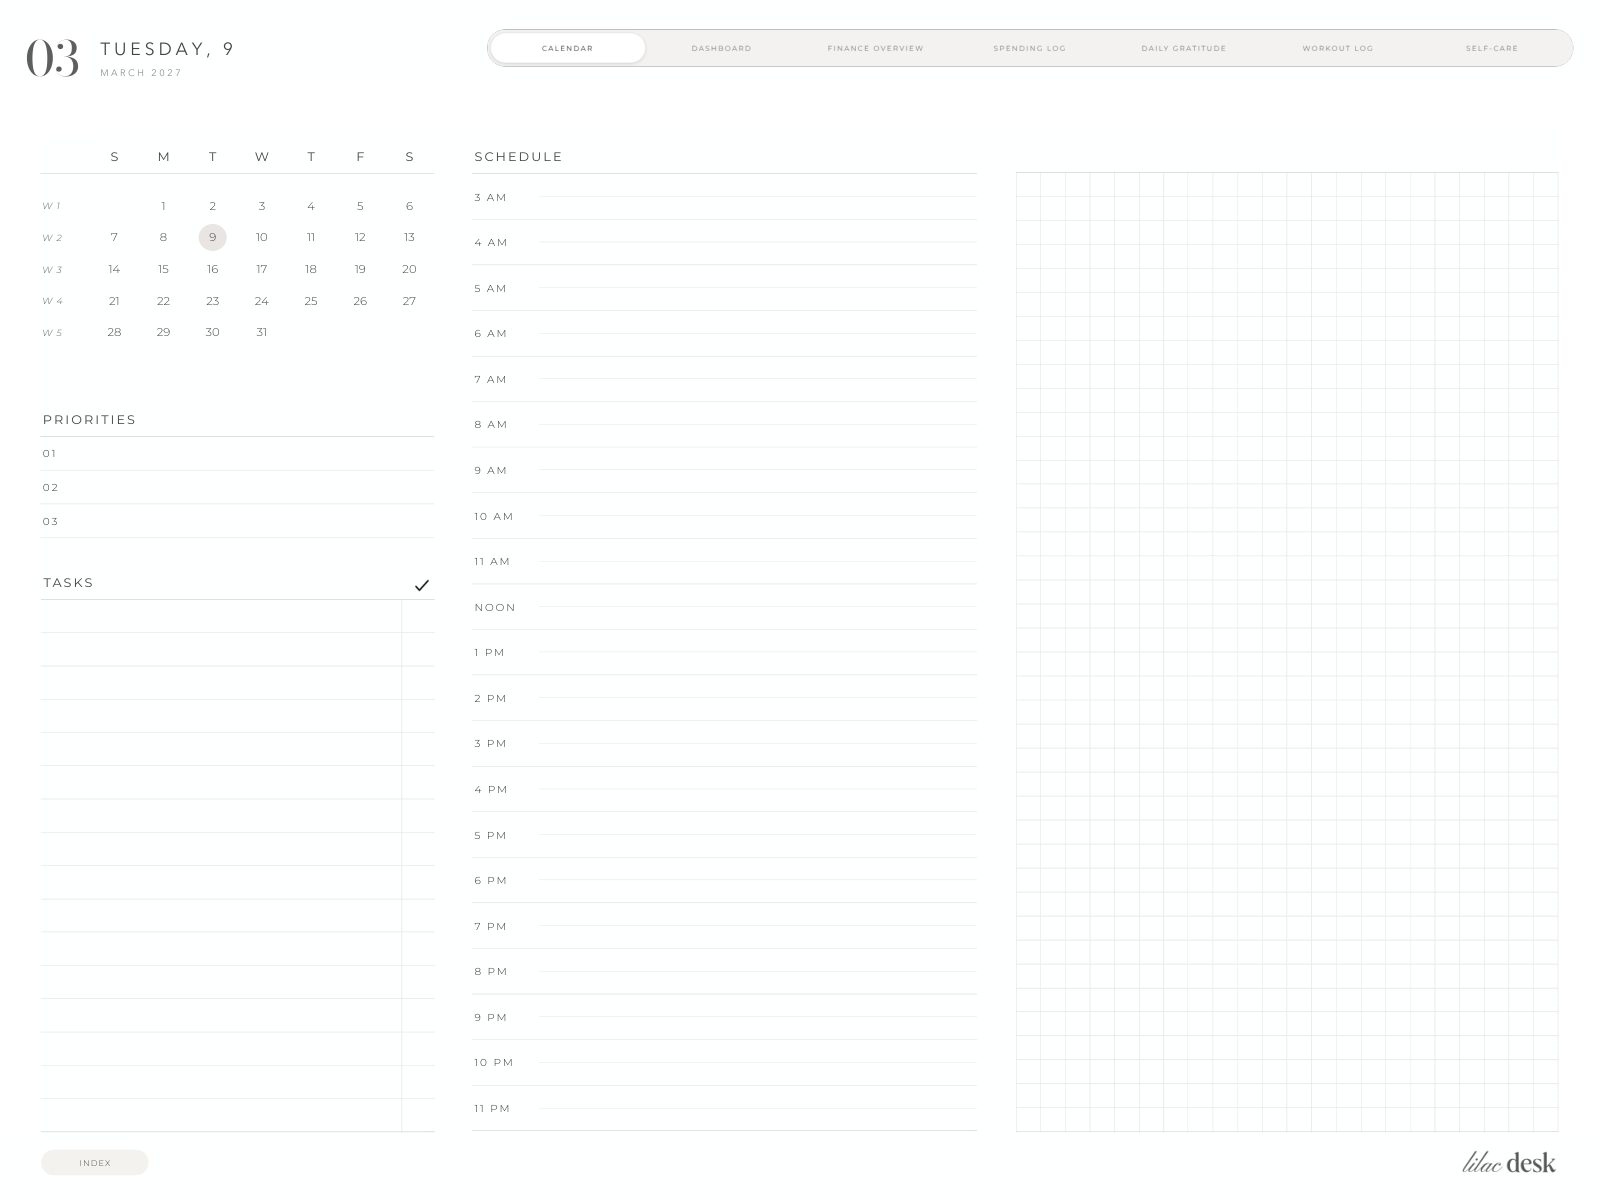 03
TUESDAY, 9
MARCH 2027
CALENDAR DASHBOARD FINANCE OVERVIEW SPENDING LOG DAILY GRATITUDE WORKOUT LOG SELF-CARE
S M T W T F S
W 1 1 2 3 4 5 6
W 2 7 8 9 10 11 12 13
W 3 14 15 16 17 18 19 20
W 4 21 22 23 24 25 26 27
W 5 28 29 30 31
PRIORITIES
01
02
03
TASKS
SCHEDULE
3 AM
4 AM
5 AM
6 AM
7 AM
8 AM
9 AM
10 AM
11 AM
NOON
1 PM
2 PM
3 PM
4 PM
5 PM
6 PM
7 PM
8 PM
9 PM
10 PM
11 PM
INDEX
lilac desk